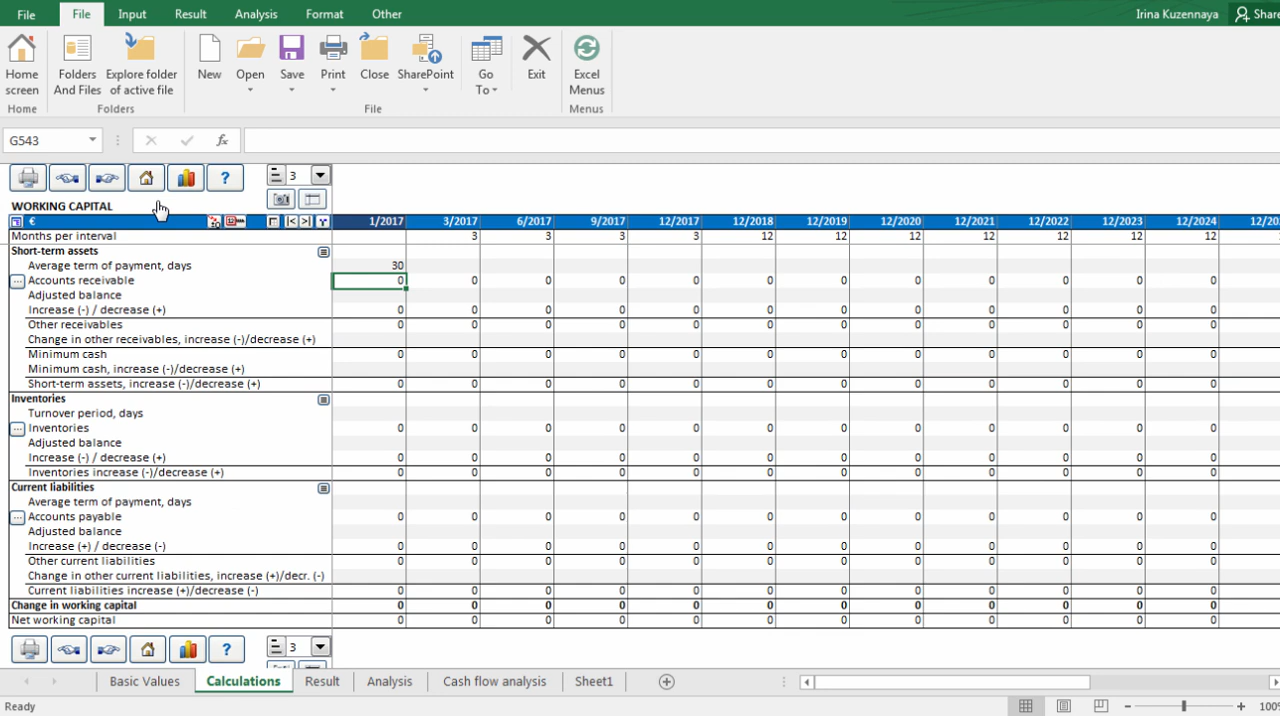 File File Input Result Analysis Format Other Irina Kuzennaya Share
Home screen Folders And Files Explore folder of active file New Open Save Print Close SharePoint Go To Exit Excel Menus
Home Folders File Menus
G543 fx
? 3
WORKING CAPITAL
€ 1/2017 3/2017 6/2017 9/2017 12/2017 12/2018 12/2019 12/2020 12/2021 12/2022 12/2023 12/2024 12/20
Months per interval 3 3 3 3 12 12 12 12 12 12 12
Short-term assets
Average term of payment, days 30
... Accounts receivable 0 0 0 0 0 0 0 0 0 0 0 0
Adjusted balance
Increase (-) / decrease (+) 0 0 0 0 0 0 0 0 0 0 0 0
Other receivables 0 0 0 0 0 0 0 0 0 0 0 0
Change in other receivables, increase (-)/decrease (+)
Minimum cash 0 0 0 0 0 0 0 0 0 0 0 0
Minimum cash, increase (-)/decrease (+)
Short-term assets, increase (-)/decrease (+) 0 0 0 0 0 0 0 0 0 0 0 0
Inventories
Turnover period, days
... Inventories 0 0 0 0 0 0 0 0 0 0 0 0
Adjusted balance
Increase (-) / decrease (+) 0 0 0 0 0 0 0 0 0 0 0 0
Inventories increase (-)/decrease (+) 0 0 0 0 0 0 0 0 0 0 0 0
Current liabilities
Average term of payment, days
... Accounts payable 0 0 0 0 0 0 0 0 0 0 0 0
Adjusted balance
Increase (+) / decrease (-) 0 0 0 0 0 0 0 0 0 0 0 0
Other current liabilities 0 0 0 0 0 0 0 0 0 0 0 0
Change in other current liabilities, increase (+)/decr. (-)
Current liabilities increase (+)/decrease (-) 0 0 0 0 0 0 0 0 0 0 0 0
Change in working capital 0 0 0 0 0 0 0 0 0 0 0 0
Net working capital 0 0 0 0 0 0 0 0 0 0 0 0
? 3
Basic Values Calculations Result Analysis Cash flow analysis Sheet1
Ready 100%